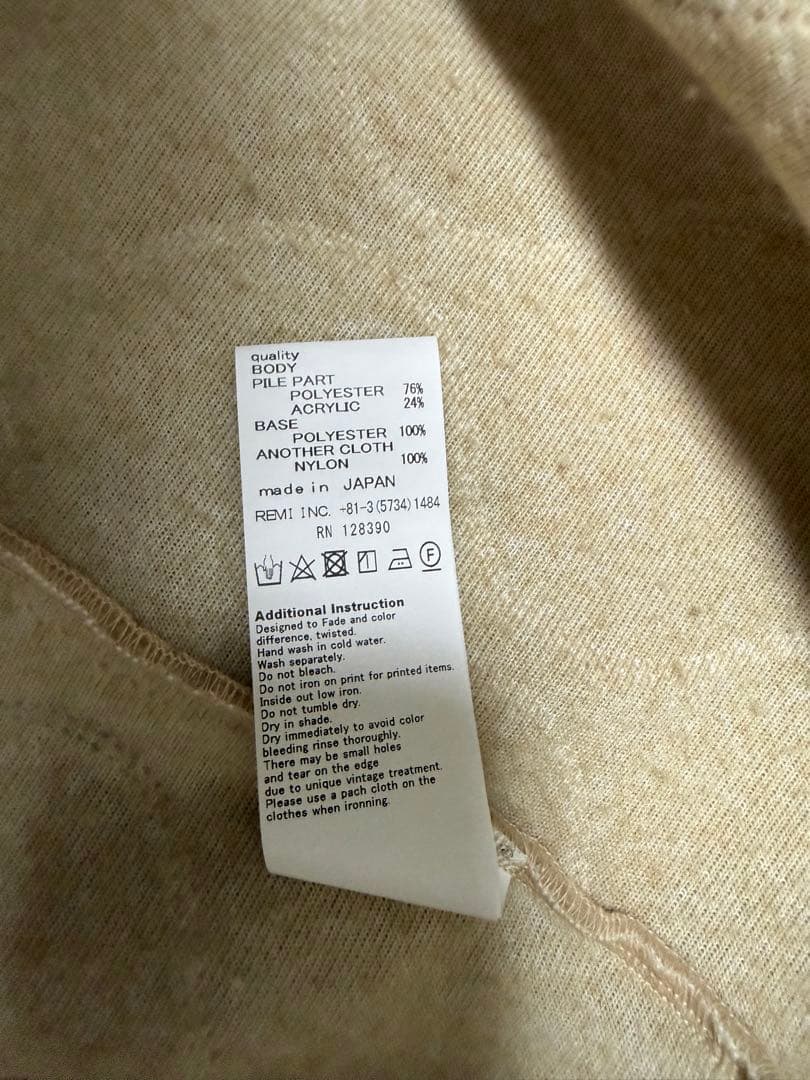 quality
BODY
PILE PART
POLYESTER 76%
ACRYLIC 24%
BASE
POLYESTER 100%
ANOTHER CLOTH
NYLON 100%
made in JAPAN
REMI INC. +81-3(5734)1484
RN 128390
F
Additional Instruction
Designed to Fade and color
difference, twisted.
Hand wash in cold water.
Wash separately.
Do not bleach.
Do not iron on print for printed items.
Inside out low iron.
Do not tumble dry.
Dry in shade.
Dry immediately to avoid color
bleeding rinse thoroughly.
There may be small holes
and tear on the edge
due to unique vintage treatment.
Please use a pach cloth on the
clothes when ironning.